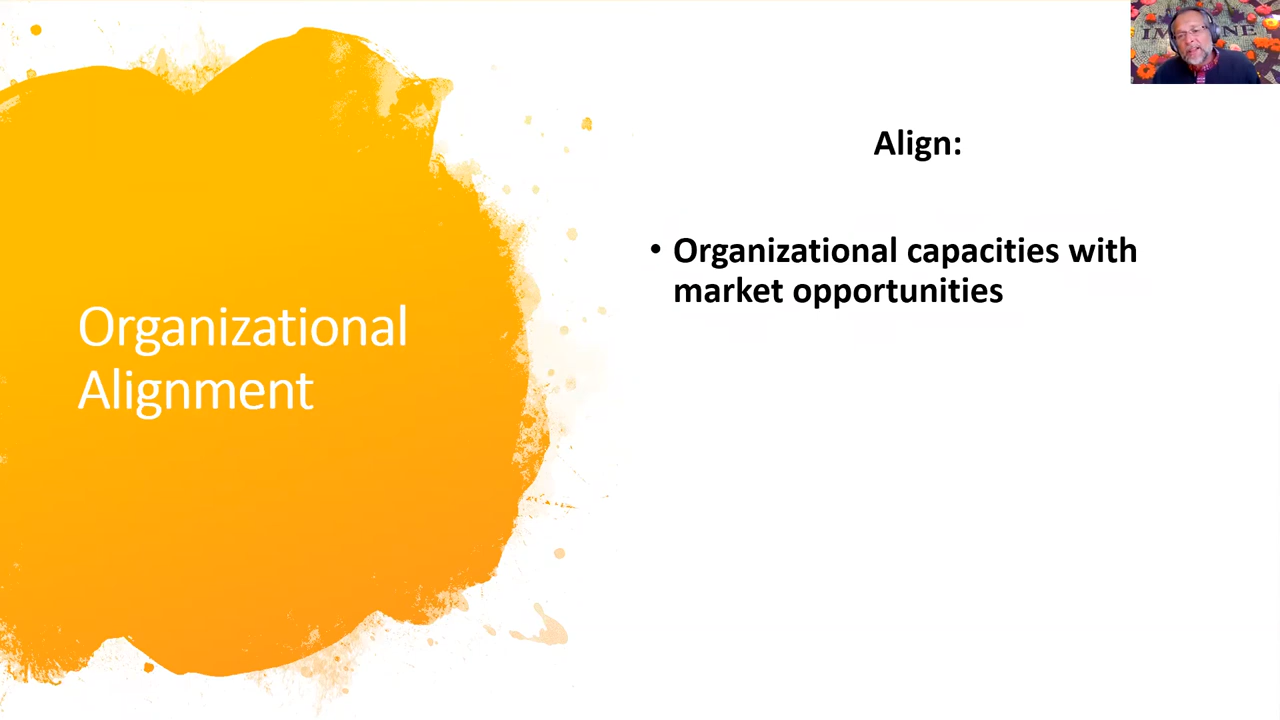 Align:
Organizational
Alignment
• Organizational capacities with
market opportunities